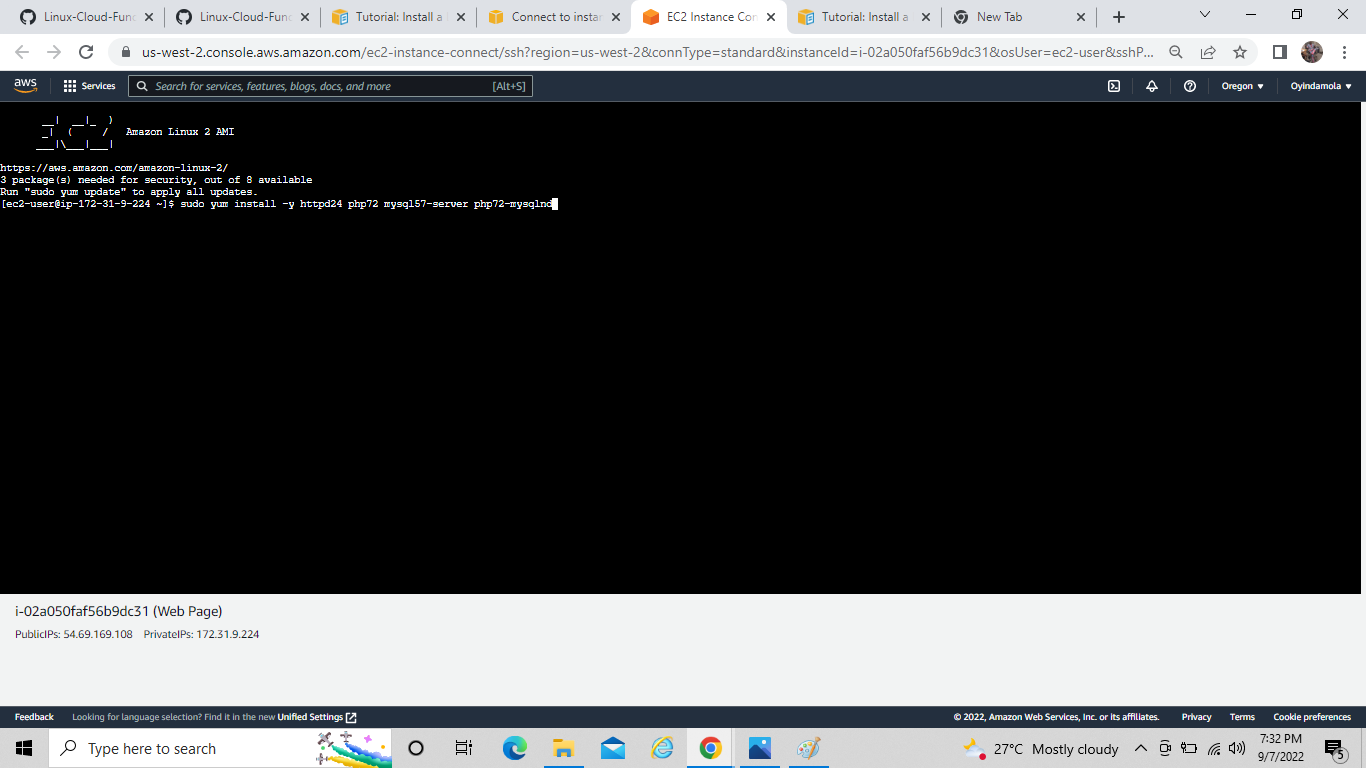 Linux-Cloud-Func
Linux-Cloud-Func
Tutorial: Install a
Connect to instan
EC2 Instance Con
Tutorial: Install a
New Tab
us-west-2.console.aws.amazon.com/ec2-instance-connect/ssh?region=us-west-2&connType=standard&instanceId=i-02a050faf56b9dc31&osUser=ec2-user&sshP...
aws
Services
Search for services, features, blogs, docs, and more
[Alt+S]
Oregon
Oyindamola
__|  __|_  )
_|  (     /   Amazon Linux 2 AMI
___|\___|___|
https://aws.amazon.com/amazon-linux-2/
3 package(s) needed for security, out of 8 available
Run "sudo yum update" to apply all updates.
[ec2-user@ip-172-31-9-224 ~]$ sudo yum install -y httpd24 php72 mysql57-server php72-mysqlnd
i-02a050faf56b9dc31 (Web Page)
PublicIPs: 54.69.169.108 PrivateIPs: 172.31.9.224
Feedback
Looking for language selection? Find it in the new Unified Settings
© 2022, Amazon Web Services, Inc. or its affiliates.
Privacy
Terms
Cookie preferences
Type here to search
27°C Mostly cloudy
7:32 PM
9/7/2022
5